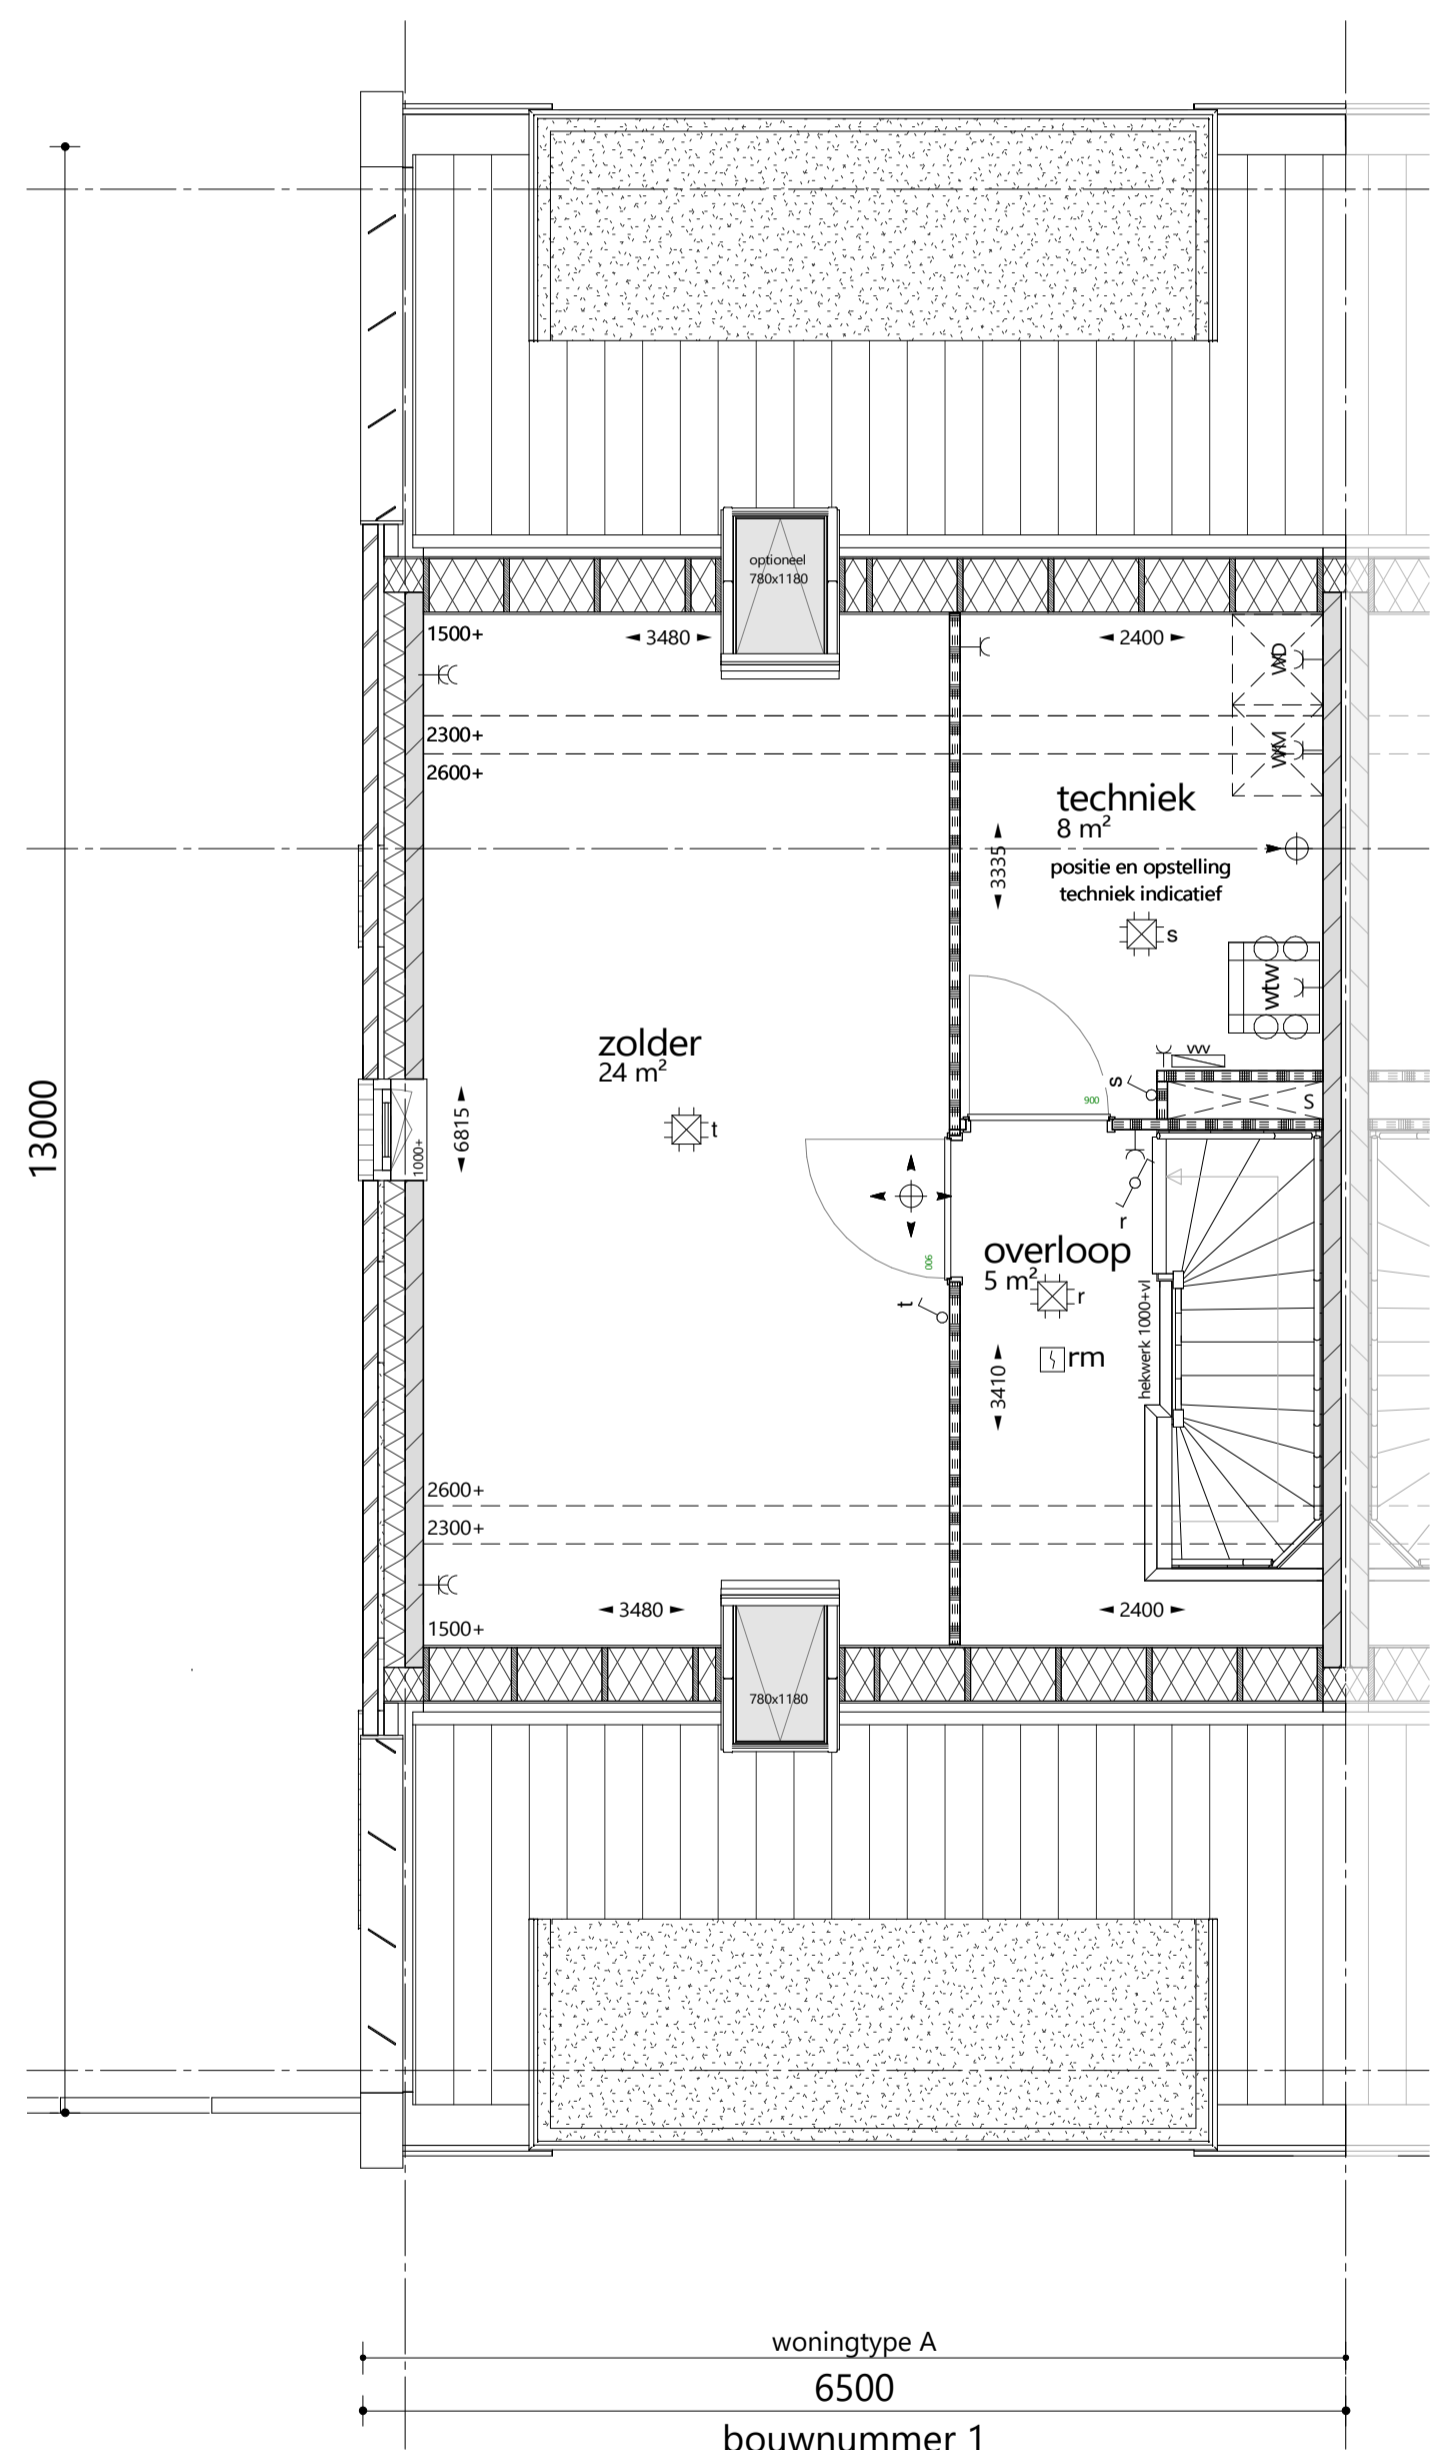 optioneel
780x1180
1500+
3480
2400
WD
2300+
2600+
WM
techniek
8 m²
3335
positie en opstelling
techniek indicatief
s
wtw
zolder
24 m²
vvv
s
S
900
t
1000+
6815
13000
r
overloop
5 m²
900
r
t
hekwerk 1000+vl
rm
3410
2600+
2300+
3480
2400
1500+
780x1180
woningtype A
6500
bouwnummer 1